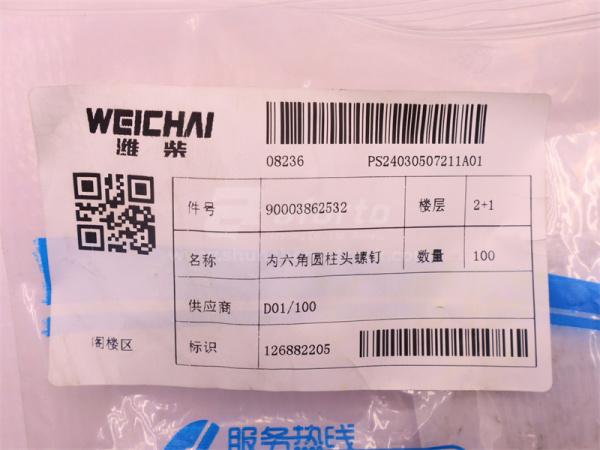 WEICHAI
潍柴
08236 PS24030507211A01
件号 90003862532 楼层 2+1
名称 内六角圆柱头螺钉 数量 100
供应商 D01/100
阁楼区 标识 126882205
服务热线